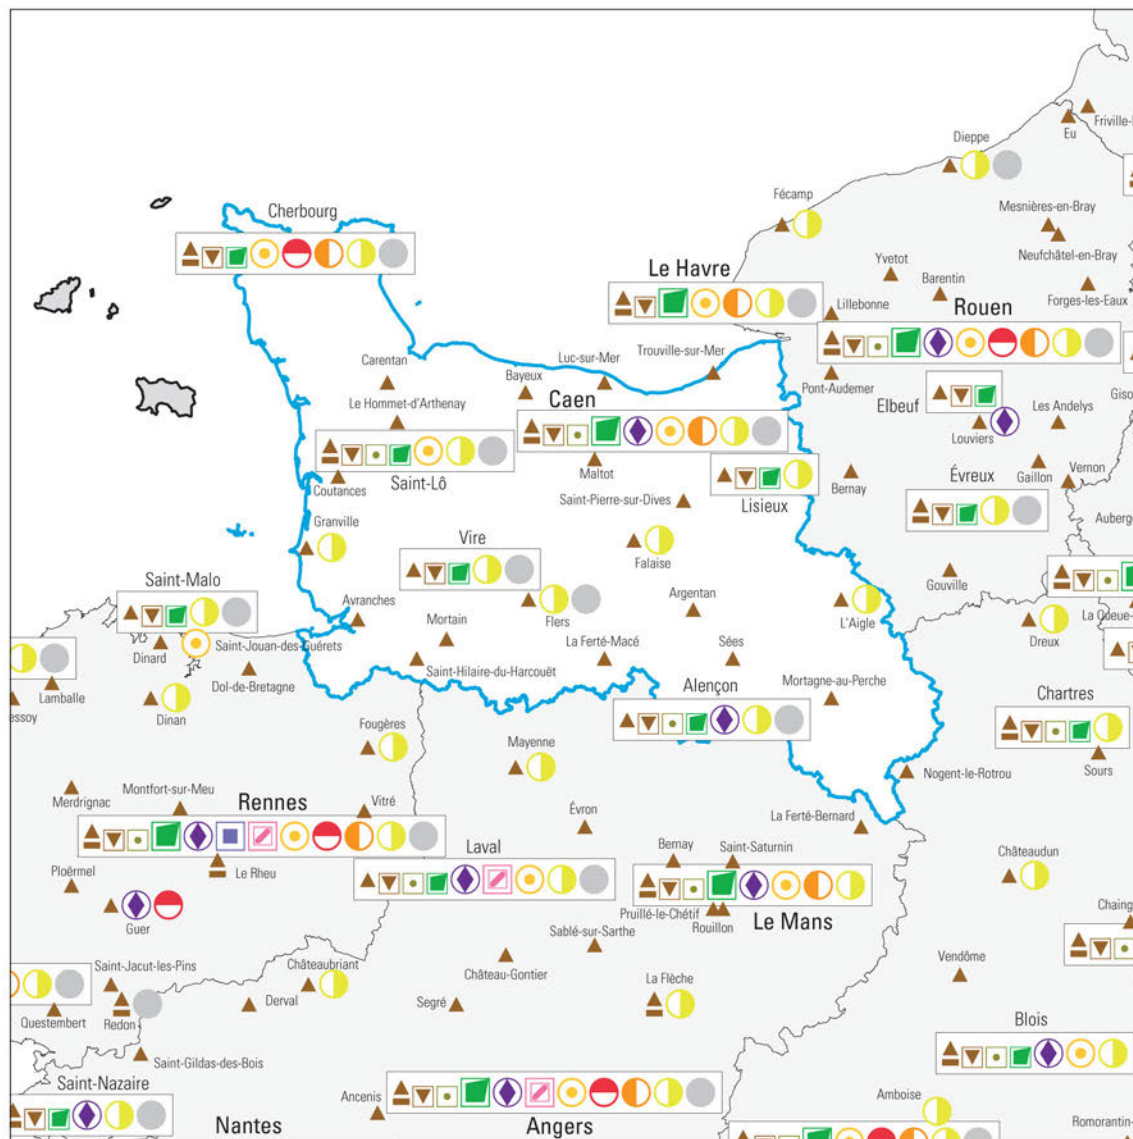 Friville-
Eu
Dieppe
Fécamp
Mesnières-en-Bray
Cherbourg
Neufchâtel-en-Bray
Yvetot
Le Havre
Barentin
Forges-les-Eaux
Lillebonne
Rouen
Trouville-sur-Mer
Luc-sur-Mer
Carentan
Bayeux
Pont-Audemer
Giso
Le Hommet-d'Arthenay
Caen
Elbeuf
Les Andelys
Louviers
Maltot
Vernon
Gaillon
Évreux
Saint-Lô
Coutances
Bernay
Saint-Pierre-sur-Dives
Lisieux
Granville
Auberge
Vire
Falaise
Saint-Malo
Gouville
Avranches
Argentan
Flers
L'Aigle
La Queue-
Mortain
Dreux
Saint-Jouan-des-Guérets
Dinard
La Ferté-Macé
Sées
Saint-Hilaire-du-Harcouët
Dol-de-Bretagne
Alençon
Mortagne-au-Perche
Lamballe
Chartres
essoy
Dinan
Fougères
Mayenne
Sours
Nogent-le-Rotrou
Montfort-sur-Meu
Merdrignac
Rennes
Vitré
Évron
La Ferté-Bernard
Laval
Bernay
Saint-Saturnin
Châteaudun
Ploërmel
Le Rheu
Chaing
Pruillé-le-Chétif
Rouillon
Le Mans
Guer
Sablé-sur-Sarthe
Saint-Jacut-les-Pins
Châteaubriant
Château-Gontier
Vendôme
La Flèche
Derval
Segré
Questembert
Redon
Blois
Saint-Gildas-des-Bois
Saint-Nazaire
Ancenis
Amboise
Nantes
Angers
Romorantin-